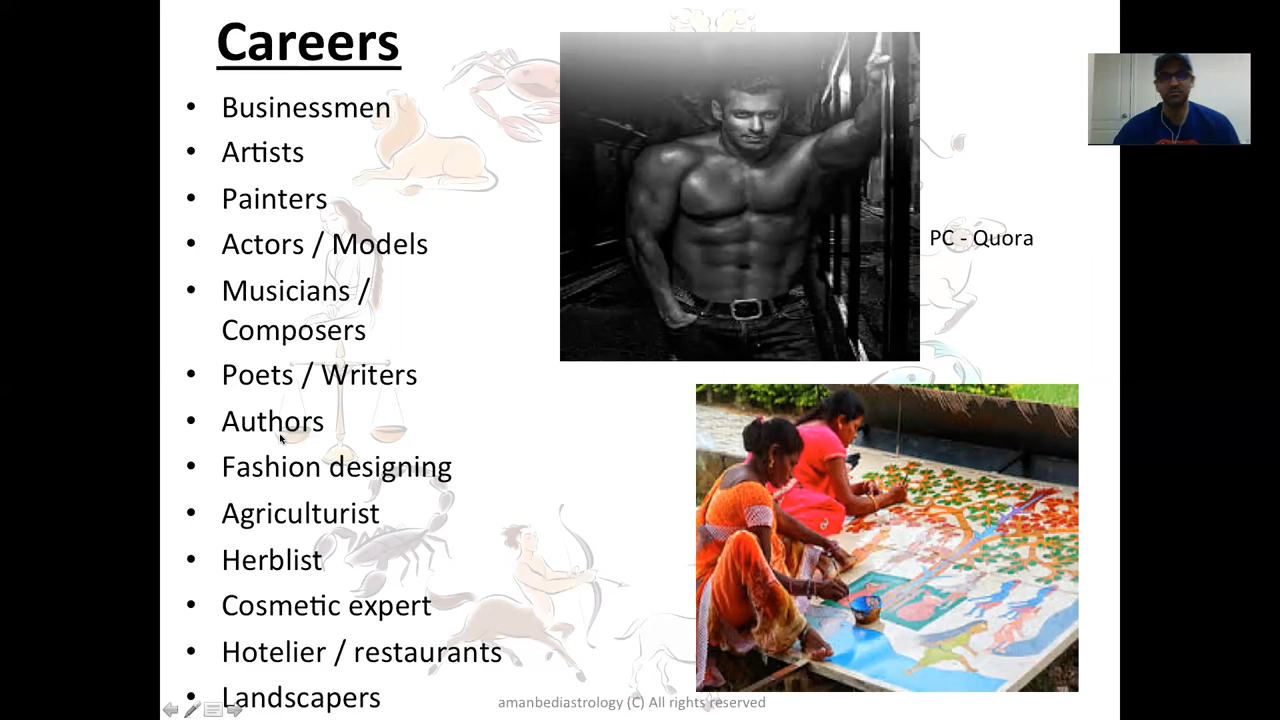 Careers
• Businessmen
• Artists
• Painters
• Actors / Models
• Musicians /
Composers
• Poets / Writers
• Authors
• Fashion designing
• Agriculturist
• Herblist
• Cosmetic expert
• Hotelier / restaurants
• Landscapers
PC - Quora
amanbediastrology (C) All rights reserved